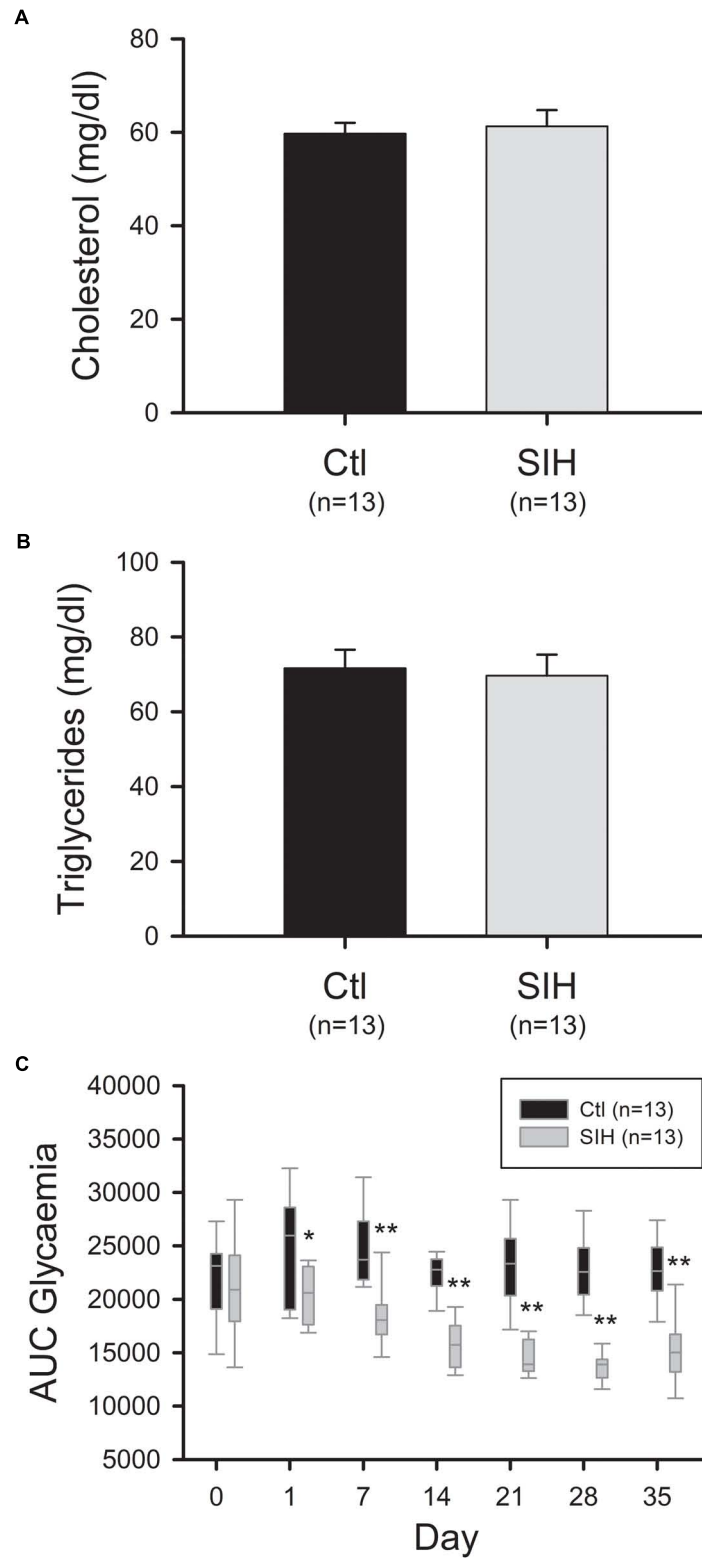 A
Cholesterol (mg/dl)
80
60
40
20
0
Ctl
SIH
(n=13)
(n=13)
B
Triglycerides (mg/dl)
100
80
60
40
20
0
Ctl
SIH
(n=13)
(n=13)
C
AUC Glycaemia
40000
35000
30000
25000
20000
15000
10000
5000
Ctl (n=13)
SIH (n=13)
*
**
**
**
**
**
0 1 7 14 21 28 35
Day